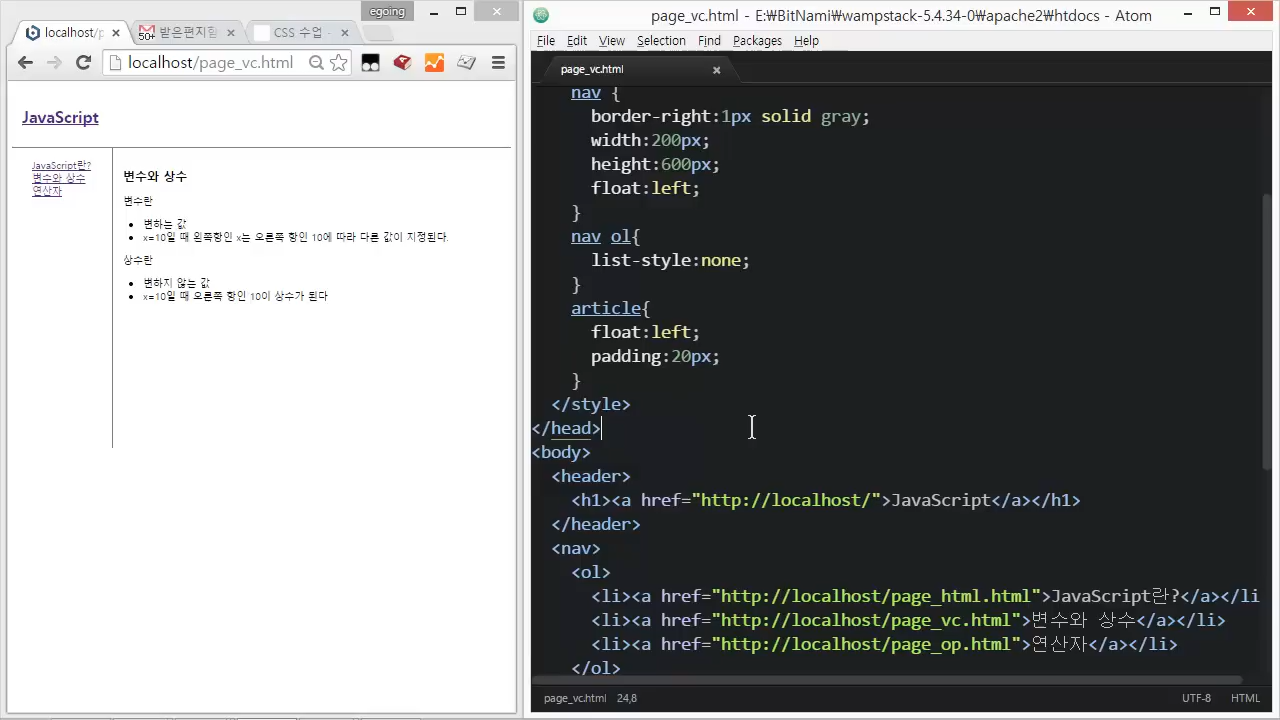 egoing
localhost/p
50+ 받은편지함
CSS 수업 -
localhost/page_vc.html
JavaScript
JavaScript란?
변수와 상수
연산자
변수와 상수
변수란
변하는 값
x=10일 때 왼쪽항인 x는 오른쪽 항인 10에 따라 다른 값이 지정된다.
상수란
변하지 않는 값
x=10일 때 오른쪽 항인 10이 상수가 된다
page_vc.html - E:₩BitNami₩wampstack-5.4.34-0₩apache2₩htdocs - Atom
File Edit View Selection Find Packages Help
page_vc.html
nav {
border-right:1px solid gray;
width:200px;
height:600px;
float:left;
}
nav ol{
list-style:none;
}
article{
float:left;
padding:20px;
}
</style>
</head>
<body>
<header>
<h1><a href="http://localhost/">JavaScript</a></h1>
</header>
<nav>
<ol>
<li><a href="http://localhost/page_html.html">JavaScript란?</a></li
<li><a href="http://localhost/page_vc.html">변수와 상수</a></li>
<li><a href="http://localhost/page_op.html">연산자</a></li>
</ol>
page_vc.html 24,8
UTF-8 HTML